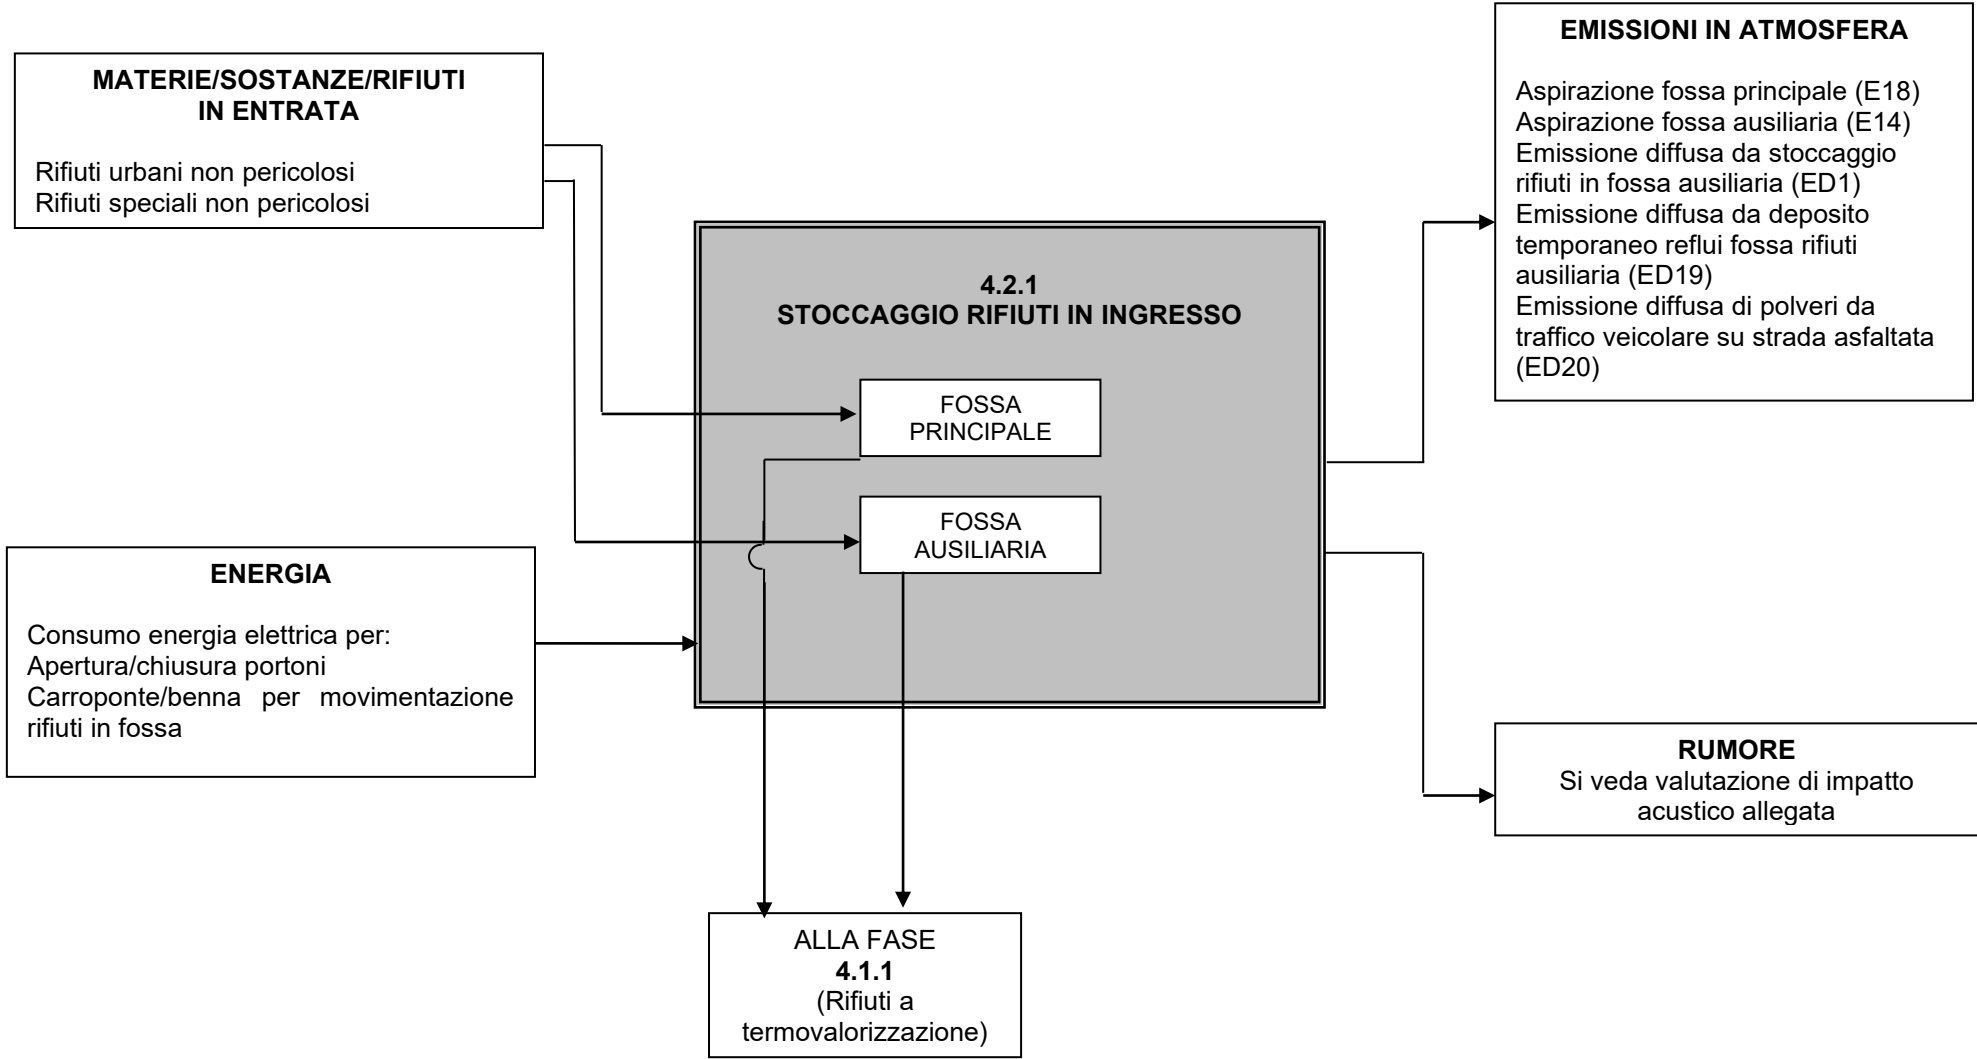 MATERIE/SOSTANZE/RIFIUTI
IN ENTRATA
Rifiuti urbani non pericolosi
Rifiuti speciali non pericolosi
EMISSIONI IN ATMOSFERA
Aspirazione fossa principale (E18)
Aspirazione fossa ausiliaria (E14)
Emissione diffusa da stoccaggio
rifiuti in fossa ausiliaria (ED1)
Emissione diffusa da deposito
temporaneo reflui fossa rifiuti
ausiliaria (ED19)
Emissione diffusa di polveri da
traffico veicolare su strada asfaltata
(ED20)
4.2.1
STOCCAGGIO RIFIUTI IN INGRESSO
FOSSA
PRINCIPALE
FOSSA
AUSILIARIA
ENERGIA
Consumo energia elettrica per:
Apertura/chiusura portoni
Carroponte/benna per movimentazione
rifiuti in fossa
RUMORE
Si veda valutazione di impatto
acustico allegata
ALLA FASE
4.1.1
(Rifiuti a
termovalorizzazione)